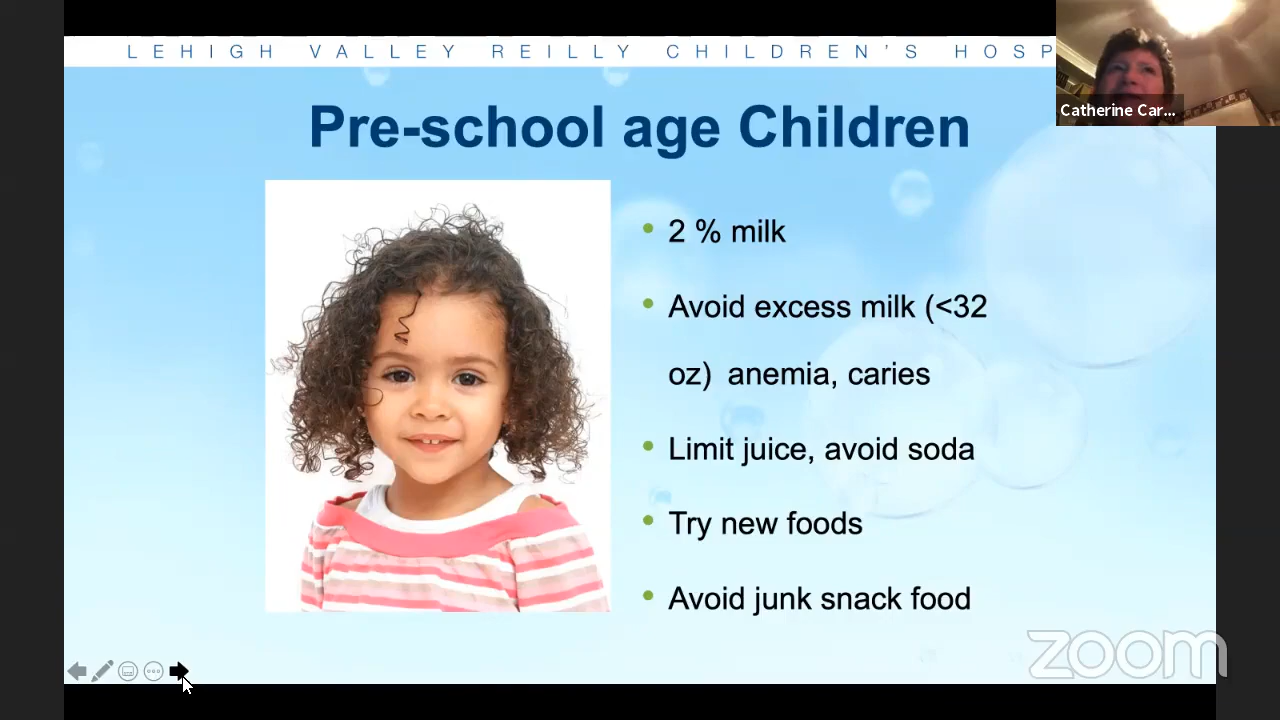 LEHIGH VALLEY REILLY CHILDREN'S HOSP
Catherine Car...
Pre-school age Children
• 2 % milk
• Avoid excess milk (<32
oz) anemia, caries
• Limit juice, avoid soda
• Try new foods
• Avoid junk snack food
zoom